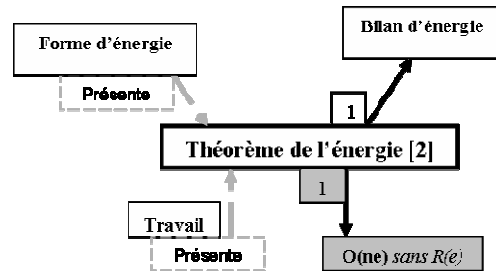 Bilan d'énergie
Forme d'énergie
Présente
1
Théorème de l'énergie [2]
1
Travail
Présente
O(ne) sans R(e)